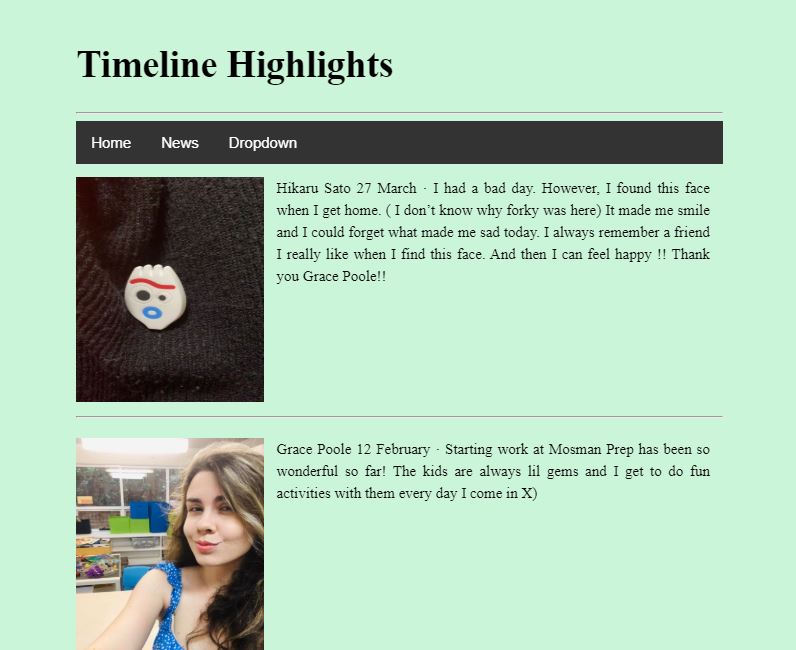 Timeline Highlights
Home News Dropdown
Hikaru Sato 27 March · I had a bad day. However, I found this face
when I get home. ( I don’t know why forky was here) It made me smile
and I could forget what made me sad today. I always remember a friend
I really like when I find this face. And then I can feel happy !! Thank
you Grace Poole!!
Grace Poole 12 February · Starting work at Mosman Prep has been so
wonderful so far! The kids are always lil gems and I get to do fun
activities with them every day I come in X)